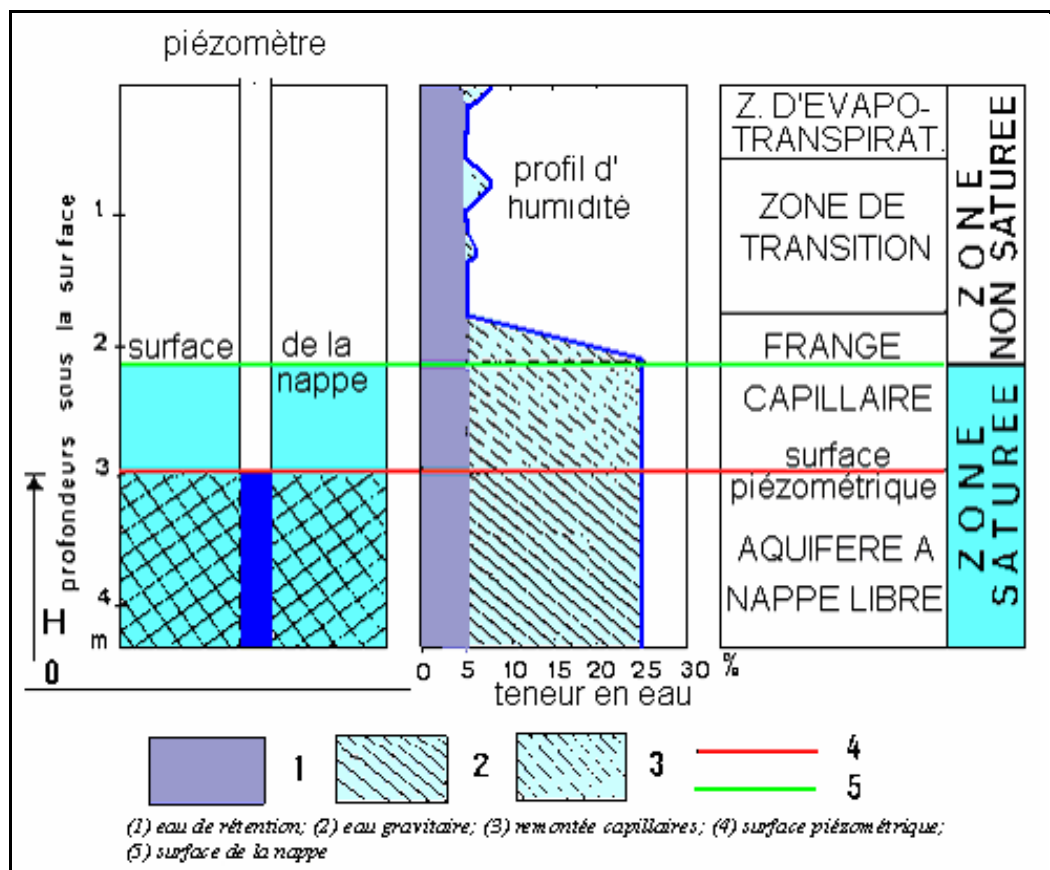 piézomètre
profondeurs sous la surface
1
2
3
4
m
H
0
surface
de la
nappe
profil d'
humidité
0 5 10 15 20 25 30 %
teneur en eau
Z. D'EVAPO-
TRANSPIRAT.
ZONE DE
TRANSITION
FRANGE
CAPILLAIRE
surface
piézométrique
AQUIFERE A
NAPPE LIBRE
ZONE
NON SATUREE
ZONE
SATUREE
1 2 3 4
5
(1) eau de rétention; (2) eau gravitaire; (3) remontée capillaires; (4) surface piézométrique;
(5) surface de la nappe